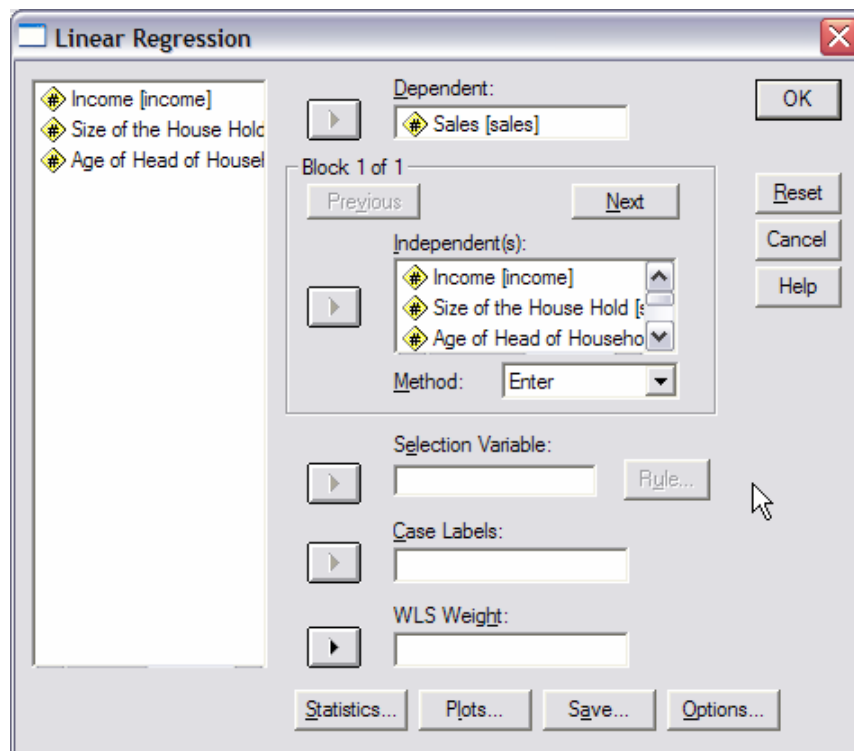 Linear Regression
Income [income]
Size of the House Hold
Age of Head of Househ
Dependent:
Sales [sales]
OK
Block 1 of 1
Previous
Next
Reset
Cancel
Help
Independent(s):
Income [income]
Size of the House Hold [s
Age of Head of Househo
Method:
Enter
Selection Variable:
Rule...
Case Labels:
WLS Weight:
Statistics...
Plots...
Save...
Options...